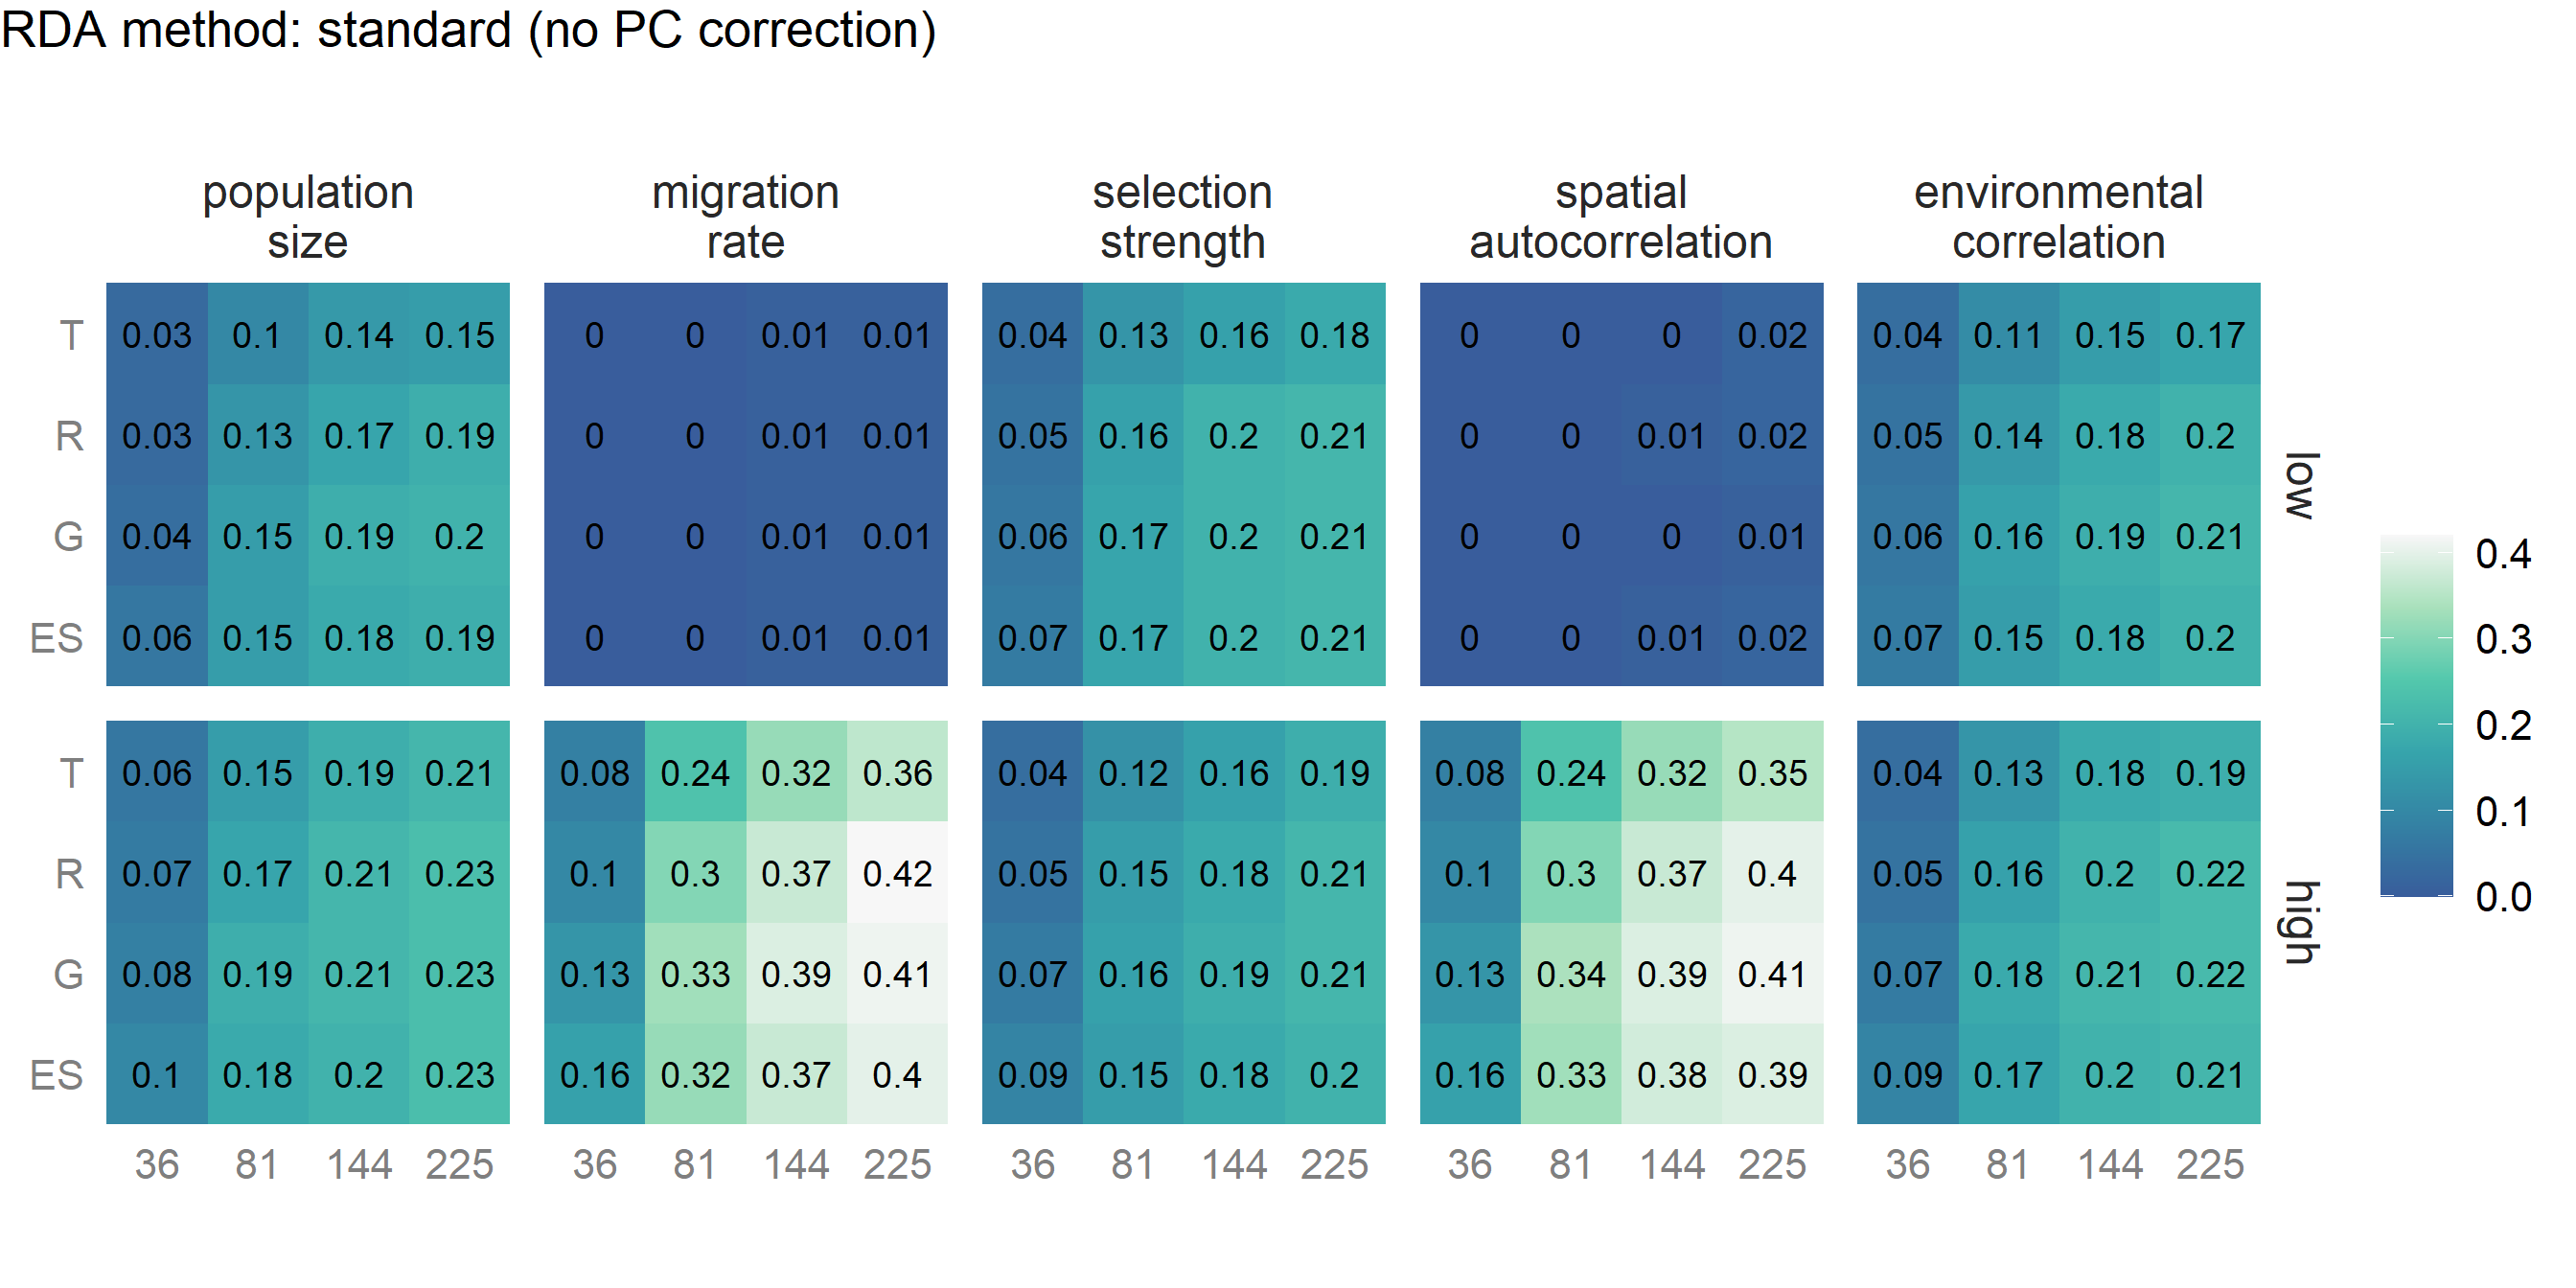 RDA method: standard (no PC correction)
population size
migration rate
selection strength
spatial autocorrelation
environmental correlation
T 0.03 0.1 0.14 0.15 0 0 0.01 0.01 0.04 0.13 0.16 0.18 0 0 0 0.02 0.04 0.11 0.15 0.17
R 0.03 0.13 0.17 0.19 0 0 0.01 0.01 0.05 0.16 0.2 0.21 0 0 0.01 0.02 0.05 0.14 0.18 0.2
G 0.04 0.15 0.19 0.2 0 0 0.01 0.01 0.06 0.17 0.2 0.21 0 0 0 0.01 0.06 0.16 0.19 0.21
ES 0.06 0.15 0.18 0.19 0 0 0.01 0.01 0.07 0.17 0.2 0.21 0 0 0.01 0.02 0.07 0.15 0.18 0.2
low
T 0.06 0.15 0.19 0.21 0.08 0.24 0.32 0.36 0.04 0.12 0.16 0.19 0.08 0.24 0.32 0.35 0.04 0.13 0.18 0.19
R 0.07 0.17 0.21 0.23 0.1 0.3 0.37 0.42 0.05 0.15 0.18 0.21 0.1 0.3 0.37 0.4 0.05 0.16 0.2 0.22
G 0.08 0.19 0.21 0.23 0.13 0.33 0.39 0.41 0.07 0.16 0.19 0.21 0.13 0.34 0.39 0.41 0.07 0.18 0.21 0.22
ES 0.1 0.18 0.2 0.23 0.16 0.32 0.37 0.4 0.09 0.15 0.18 0.2 0.16 0.33 0.38 0.39 0.09 0.17 0.2 0.21
high
36 81 144 225 36 81 144 225 36 81 144 225 36 81 144 225 36 81 144 225
0.4
0.3
0.2
0.1
0.0